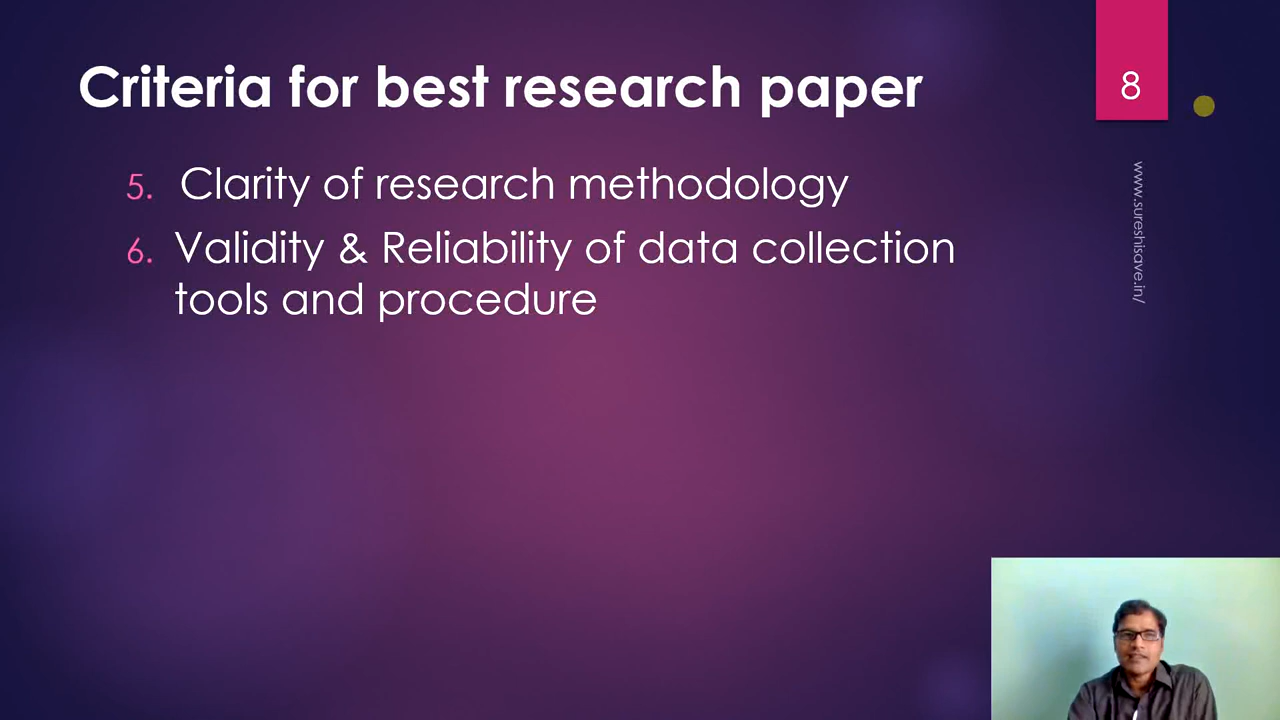 Criteria for best research paper
8
5. Clarity of research methodology
6. Validity & Reliability of data collection
tools and procedure
www.sureshisave.in/